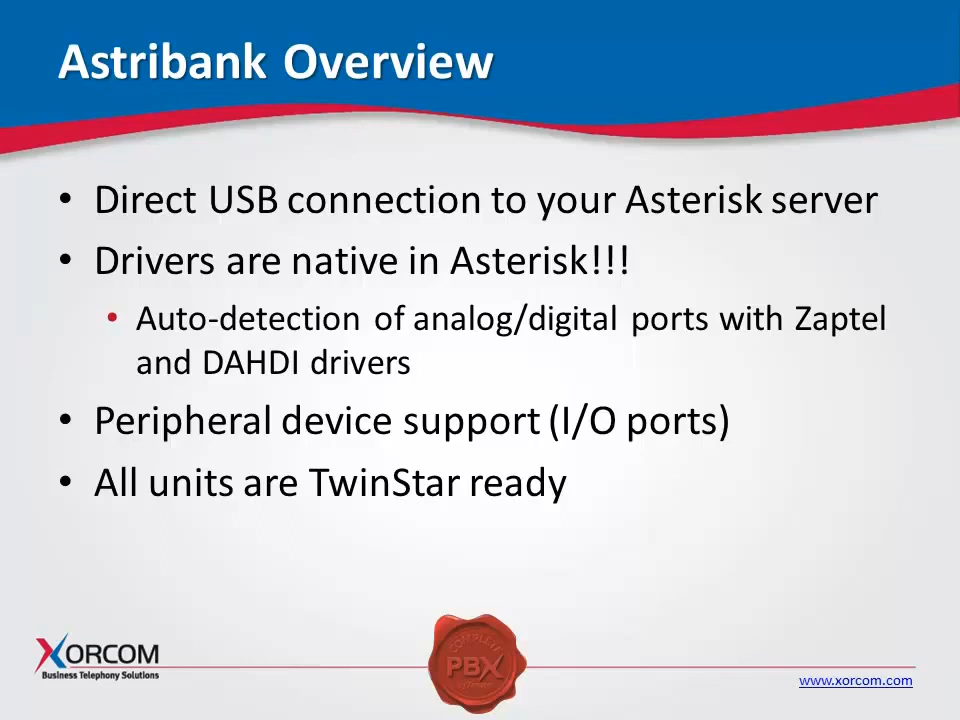 Astribank Overview
• Direct USB connection to your Asterisk server
• Drivers are native in Asterisk!!!
• Auto-detection of analog/digital ports with Zaptel
and DAHDI drivers
• Peripheral device support (I/O ports)
• All units are TwinStar ready
XORCOM
Business Telephony Solutions
COMPLETE
PBX
www.xorcom.com